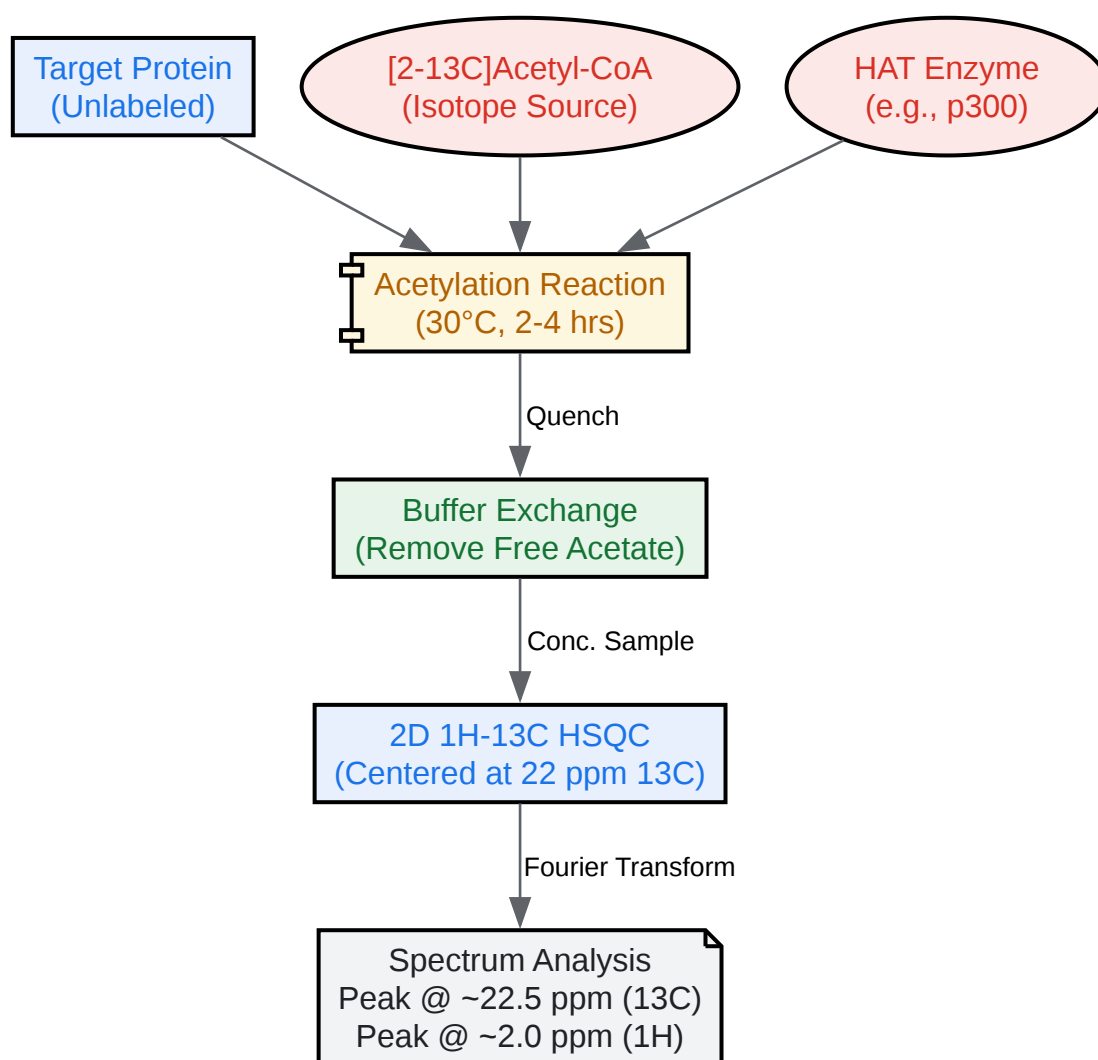 Target Protein
(Unlabeled)
[2-13C]Acetyl-CoA
(Isotope Source)
HAT Enzyme
(e.g., p300)
Acetylation Reaction
(30°C, 2-4 hrs)
Quench
Buffer Exchange
(Remove Free Acetate)
Conc. Sample
2D 1H-13C HSQC
(Centered at 22 ppm 13C)
Fourier Transform
Spectrum Analysis
Peak @ ~22.5 ppm (13C)
Peak @ ~2.0 ppm (1H)